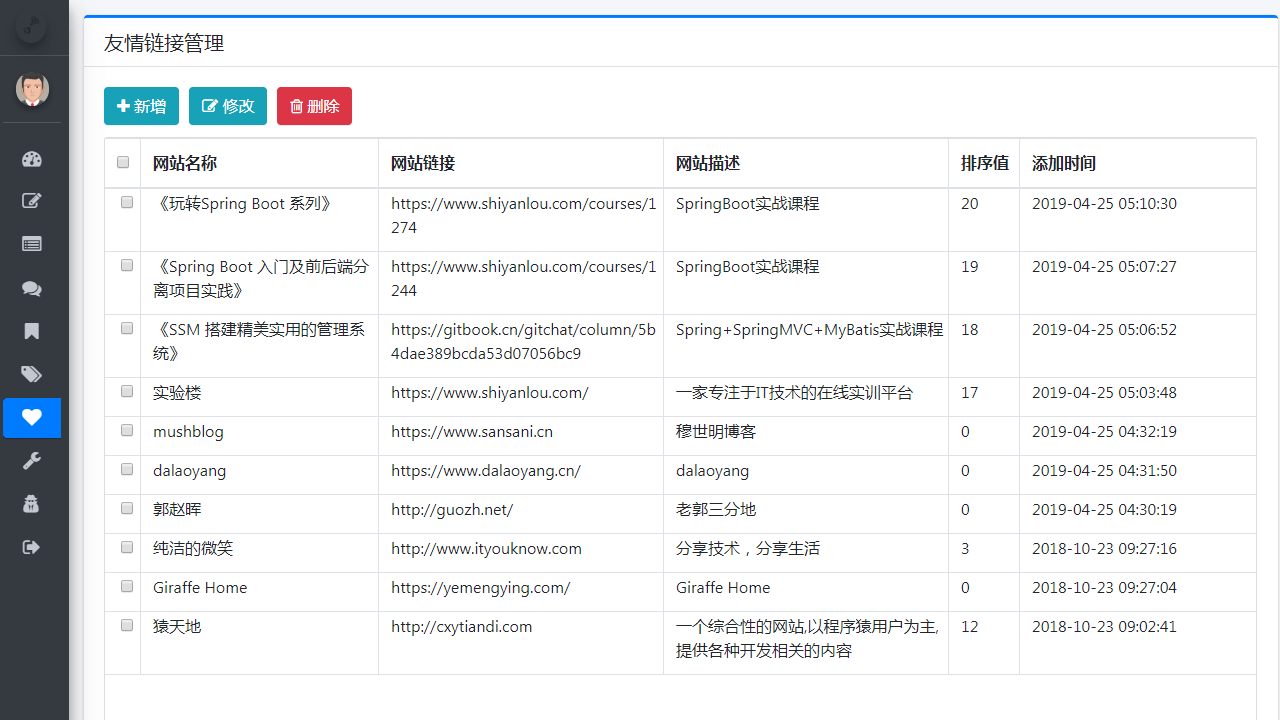 友情链接管理
新增 修改 删除
网站名称 网站链接 网站描述 排序值 添加时间
《玩转Spring Boot 系列》 https://www.shiyanlou.com/courses/1 SpringBoot实战课程 20 2019-04-25 05:10:30
274
《Spring Boot 入门及前后端分 https://www.shiyanlou.com/courses/1 SpringBoot实战课程 19 2019-04-25 05:07:27
离项目实践》 244
《SSM 搭建精美实用的管理系 https://gitbook.cn/gitchat/column/5b Spring+SpringMVC+MyBatis实战课程 18 2019-04-25 05:06:52
统》 4dae389bcda53d07056bc9
实验楼 https://www.shiyanlou.com/ 一家专注于IT技术的在线实训平台 17 2019-04-25 05:03:48
mushblog https://www.sansani.cn 穆世明博客 0 2019-04-25 04:32:19
dalaoyang https://www.dalaoyang.cn/ dalaoyang 0 2019-04-25 04:31:50
郭赵晖 http://guozh.net/ 老郭三分地 0 2019-04-25 04:30:19
纯洁的微笑 http://www.ityouknow.com 分享技术，分享生活 3 2018-10-23 09:27:16
Giraffe Home https://yemengying.com/ Giraffe Home 0 2018-10-23 09:27:04
猿天地 http://cxytiandi.com 一个综合性的网站,以程序猿用户为主, 12 2018-10-23 09:02:41
提供各种开发相关的内容